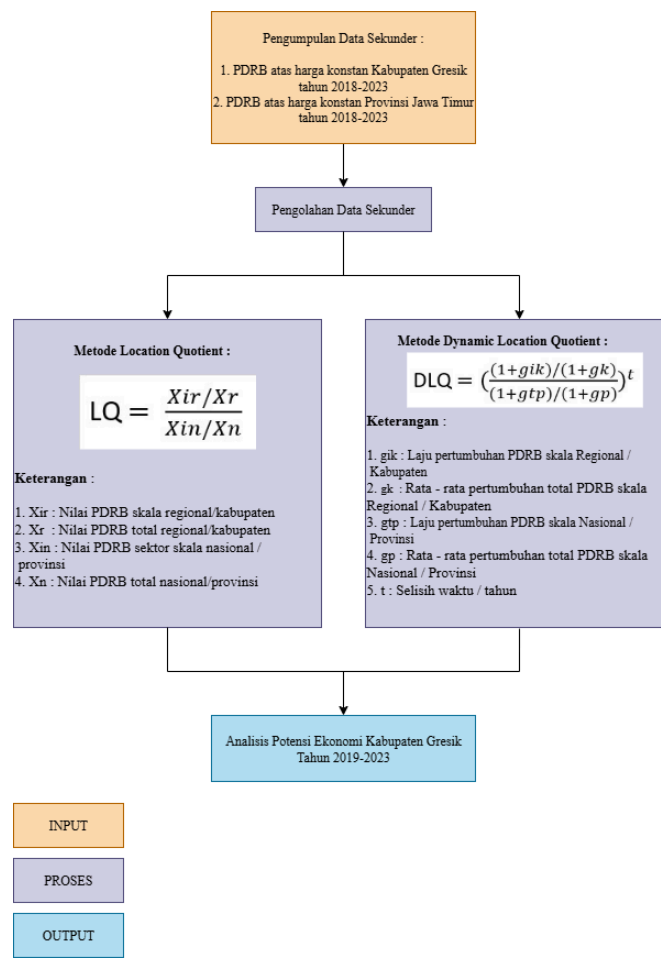 Pengumpulan Data Sekunder :
1. PDRB atas harga konstan Kabupaten Gresik
tahun 2018-2023
2. PDRB atas harga konstan Provinsi Jawa Timur
tahun 2018-2023
Pengolahan Data Sekunder
Metode Location Quotient :
LQ = (Xir/Xr)/(Xin/Xn)
Keterangan :
1. Xir : Nilai PDRB skala regional/kabupaten
2. Xr : Nilai PDRB total regional/kabupaten
3. Xin : Nilai PDRB sektor skala nasional /
provinsi
4. Xn : Nilai PDRB total nasional/provinsi
Metode Dynamic Location Quotient :
DLQ = (((1+gik)/(1+gk))/((1+gtp)/(1+gp)))^t
Keterangan :
1. gik : Laju pertumbuhan PDRB skala Regional /
Kabupaten
2. gk : Rata - rata pertumbuhan total PDRB skala
Regional / Kabupaten
3. gtp : Laju pertumbuhan PDRB skala Nasional /
Provinsi
4. gp : Rata - rata pertumbuhan total PDRB skala
Nasional / Provinsi
5. t : Selisih waktu / tahun
Analisis Potensi Ekonomi Kabupaten Gresik
Tahun 2019-2023
INPUT
PROSES
OUTPUT